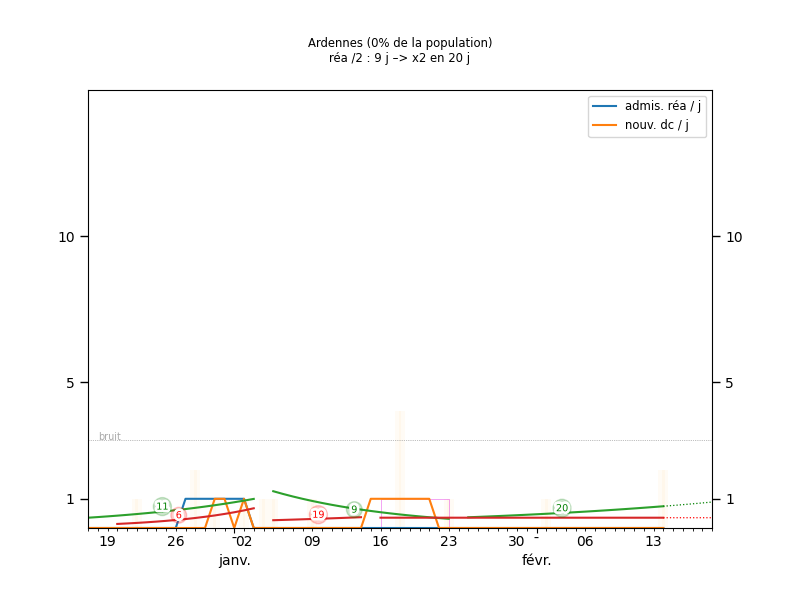 Ardennes (0% de la population)
réa /2 : 9 j –> x2 en 20 j
admis. réa / j
nouv. dc / j
10 10
5 5
bruit
1 1
11 6 19 9 20
19 26 02 09 16 23 30 06 13
janv. févr.